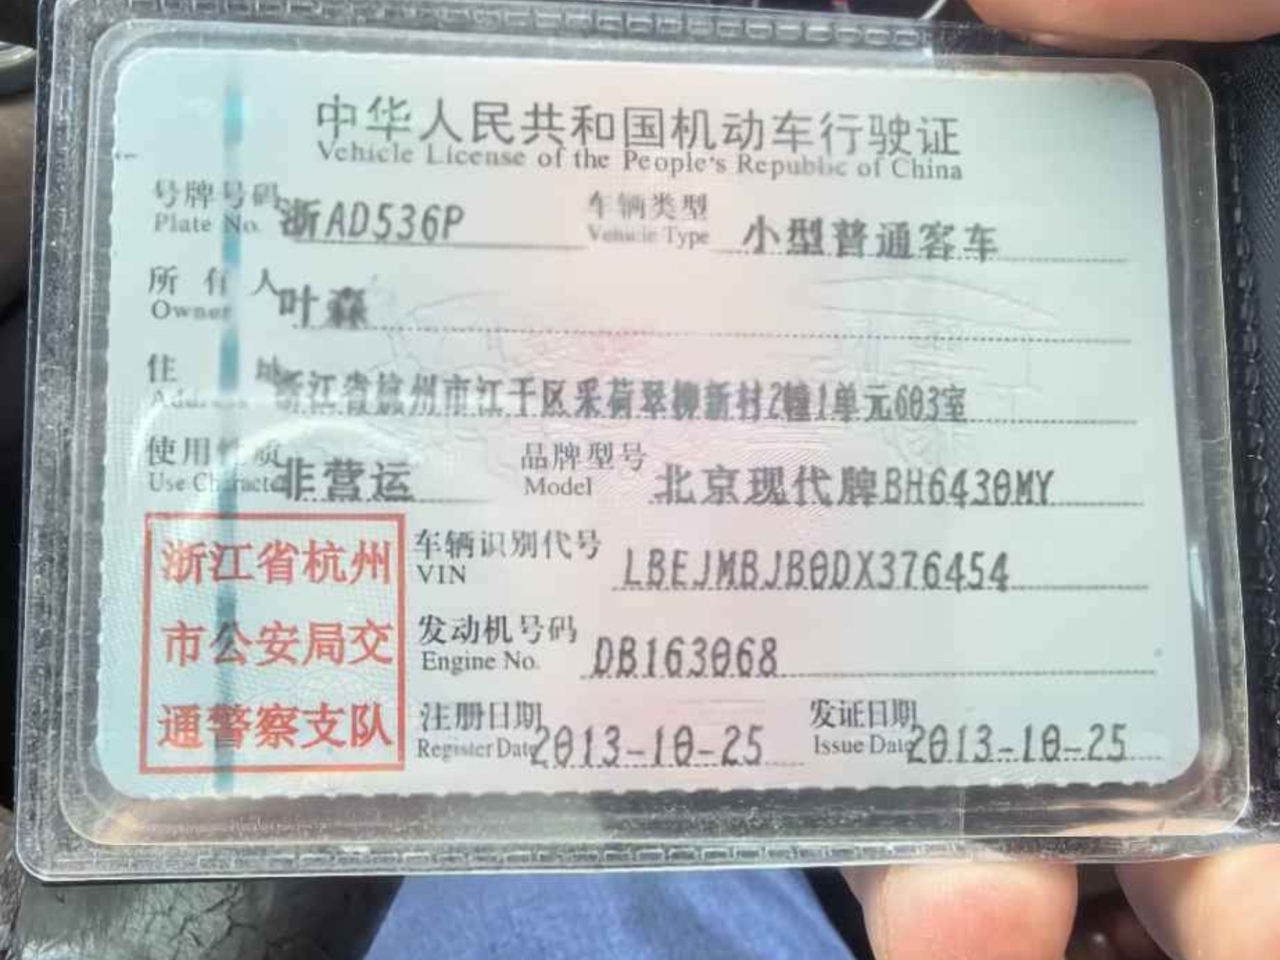 中华人民共和国机动车行驶证
Vehicle License of the People's Republic of China
号牌号码 浙AD536P 车辆类型 小型普通客车
Plate No. Vehicle Type
所有人 叶森
Owner
住址 浙江省杭州市江干区采荷翠柳新村2幢1单元603室
Address
使用性质 非营运 品牌型号 北京现代牌BH6430MY
Use Character Model
车辆识别代号 LBEJMBJB0DX376454
VIN
发动机号码 DB163068
Engine No.
注册日期 2013-10-25 发证日期 2013-10-25
Register Date Issue Date
浙江省杭州
市公安局交
通警察支队